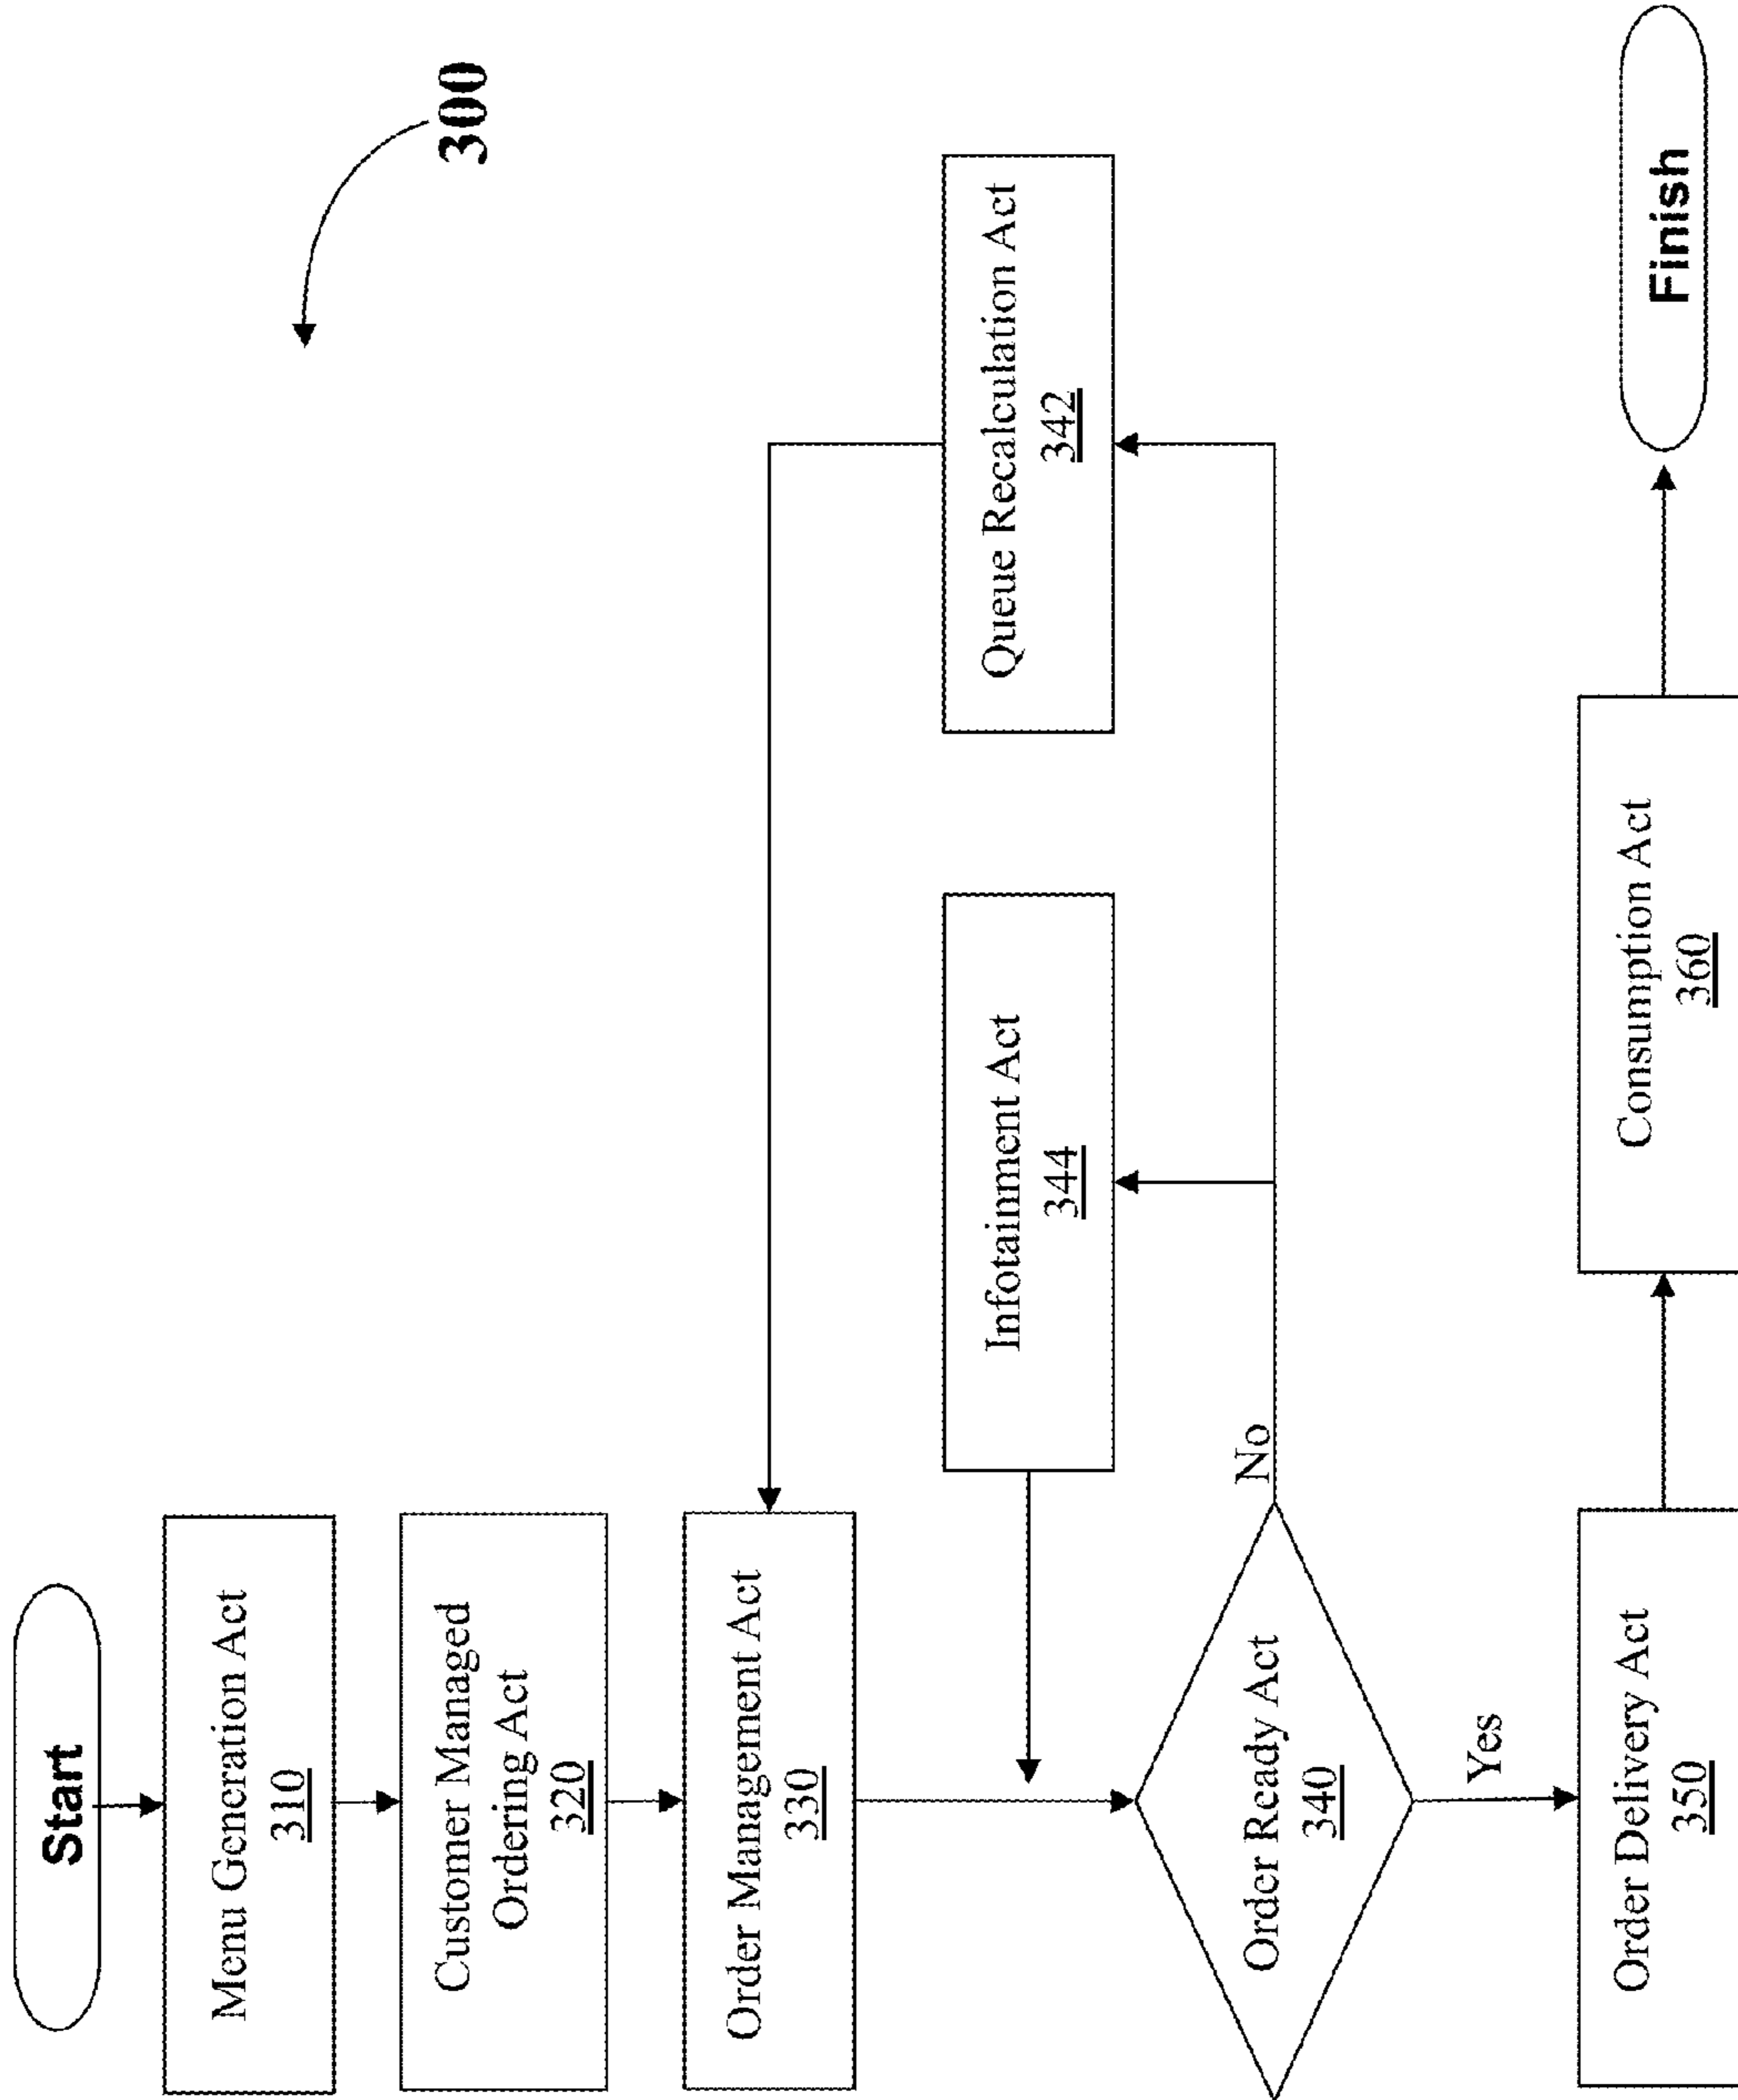 300
Start
Menu Generation Act
310
Customer Managed
Ordering Act
320
Order Management Act
330
Queue Recalculation Act
342
Infotainment Act
344
Order Ready Act
340
No
Yes
Order Delivery Act
350
Consumption Act
360
Finish